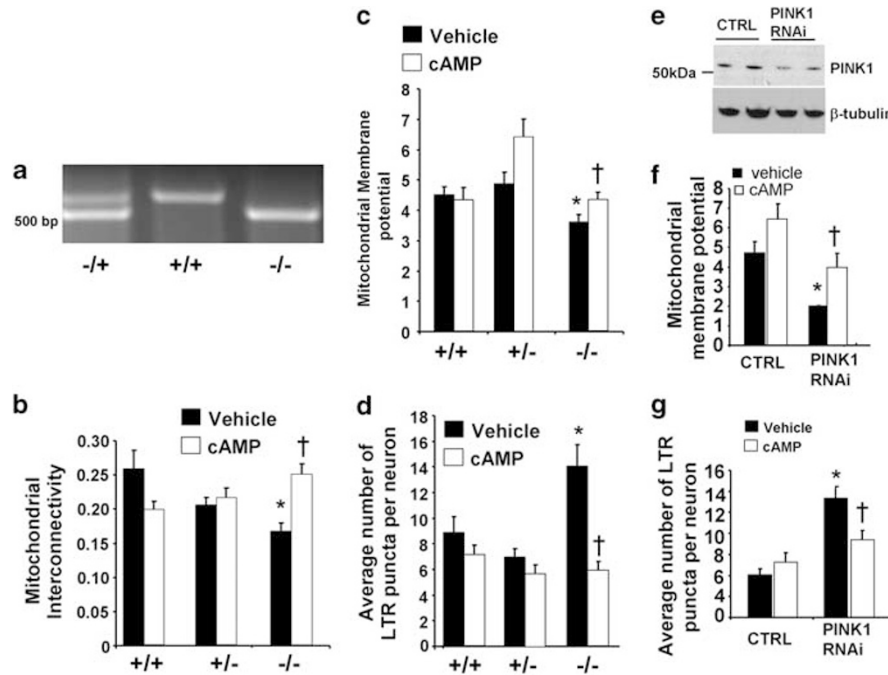 a
500 bp
-/+ +/+ -/-
b
Vehicle
cAMP
Mitochondrial
Interconnectivity
0.30
0.25
0.20
0.15
0.10
0.05
0.00
*
†
+/+ +/- -/-
c
Vehicle
cAMP
Mitochondrial Membrane
potential
8
7
6
5
4
3
2
1
0
*
†
+/+ +/- -/-
d
Vehicle
cAMP
Average number of
LTR puncta per neuron
18
16
14
12
10
8
6
4
2
0
*
†
+/+ +/- -/-
e
CTRL PINK1
RNAi
50kDa
PINK1
β-tubulin
f
vehicle
cAMP
Mitochondrial
membrane potential
8
7
6
5
4
3
2
1
0
*
†
CTRL PINK1
RNAi
g
Vehicle
cAMP
Average number of LTR
puncta per neuron
16
14
12
10
8
6
4
2
0
*
†
CTRL PINK1
RNAi